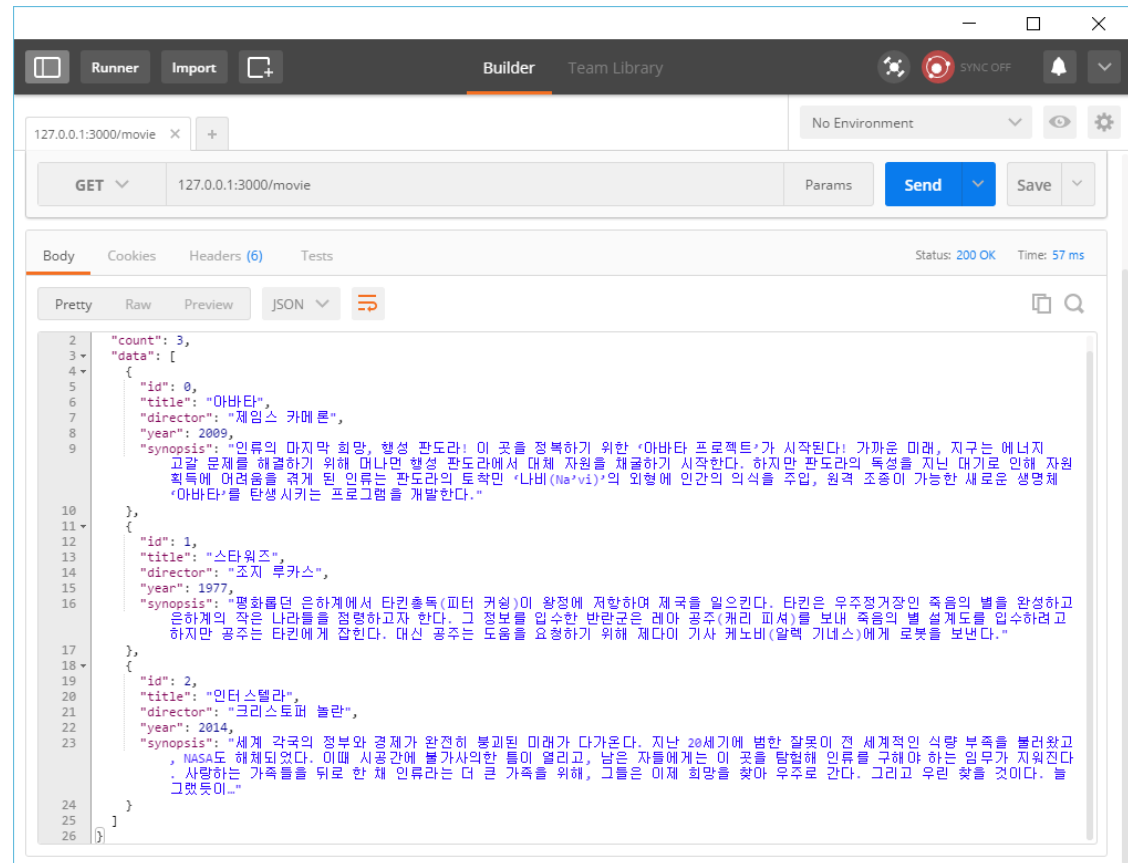 Runner Import Builder Team Library SYNC OFF
127.0.0.1:3000/movie × + No Environment
GET 127.0.0.1:3000/movie Params Send Save
Body Cookies Headers (6) Tests Status: 200 OK Time: 57 ms
Pretty Raw Preview JSON
2 "count": 3,
3 "data": [
4 {
5 "id": 0,
6 "title": "아바타",
7 "director": "제임스 카메론",
8 "year": 2009,
9 "synopsis": "인류의 마지막 희망, 행성 판도라! 이 곳을 정복하기 위한 ‘아바타 프로젝트’가 시작된다! 가까운 미래, 지구는 에너지
고갈 문제를 해결하기 위해 머나먼 행성 판도라에서 대체 자원을 채굴하기 시작한다. 하지만 판도라의 독성을 지닌 대기로 인해 자원
획득에 어려움을 겪게 된 인류는 판도라의 토착민 ‘나비(Na’vi)’의 외형에 인간의 의식을 주입, 원격 조종이 가능한 새로운 생명체
‘아바타’를 탄생시키는 프로그램을 개발한다."
10 },
11 {
12 "id": 1,
13 "title": "스타워즈",
14 "director": "조지 루카스",
15 "year": 1977,
16 "synopsis": "평화롭던 은하계에서 타킨총독(피터 커싱)이 왕정에 저항하여 제국을 일으킨다. 타킨은 우주정거장인 죽음의 별을 완성하고
은하계의 작은 나라들을 점령하고자 한다. 그 정보를 입수한 반란군은 레아 공주(캐리 피셔)를 보내 죽음의 별 설계도를 입수하려고
하지만 공주는 타킨에게 잡힌다. 대신 공주는 도움을 요청하기 위해 제다이 기사 케노비(알렉 기네스)에게 로봇을 보낸다."
17 },
18 {
19 "id": 2,
20 "title": "인터스텔라",
21 "director": "크리스토퍼 놀란",
22 "year": 2014,
23 "synopsis": "세계 각국의 정부와 경제가 완전히 붕괴된 미래가 다가온다. 지난 20세기에 범한 잘못이 전 세계적인 식량 부족을 불러왔고
, NASA도 해체되었다. 이때 시공간에 불가사의한 틈이 열리고, 남은 자들에게는 이 곳을 탐험해 인류를 구해야 하는 임무가 지워진다
. 사랑하는 가족들을 뒤로 한 채 인류라는 더 큰 가족을 위해, 그들은 이제 희망을 찾아 우주로 간다. 그리고 우린 찾을 것이다. 늘
그랬듯이…"
24 }
25 ]
26 }